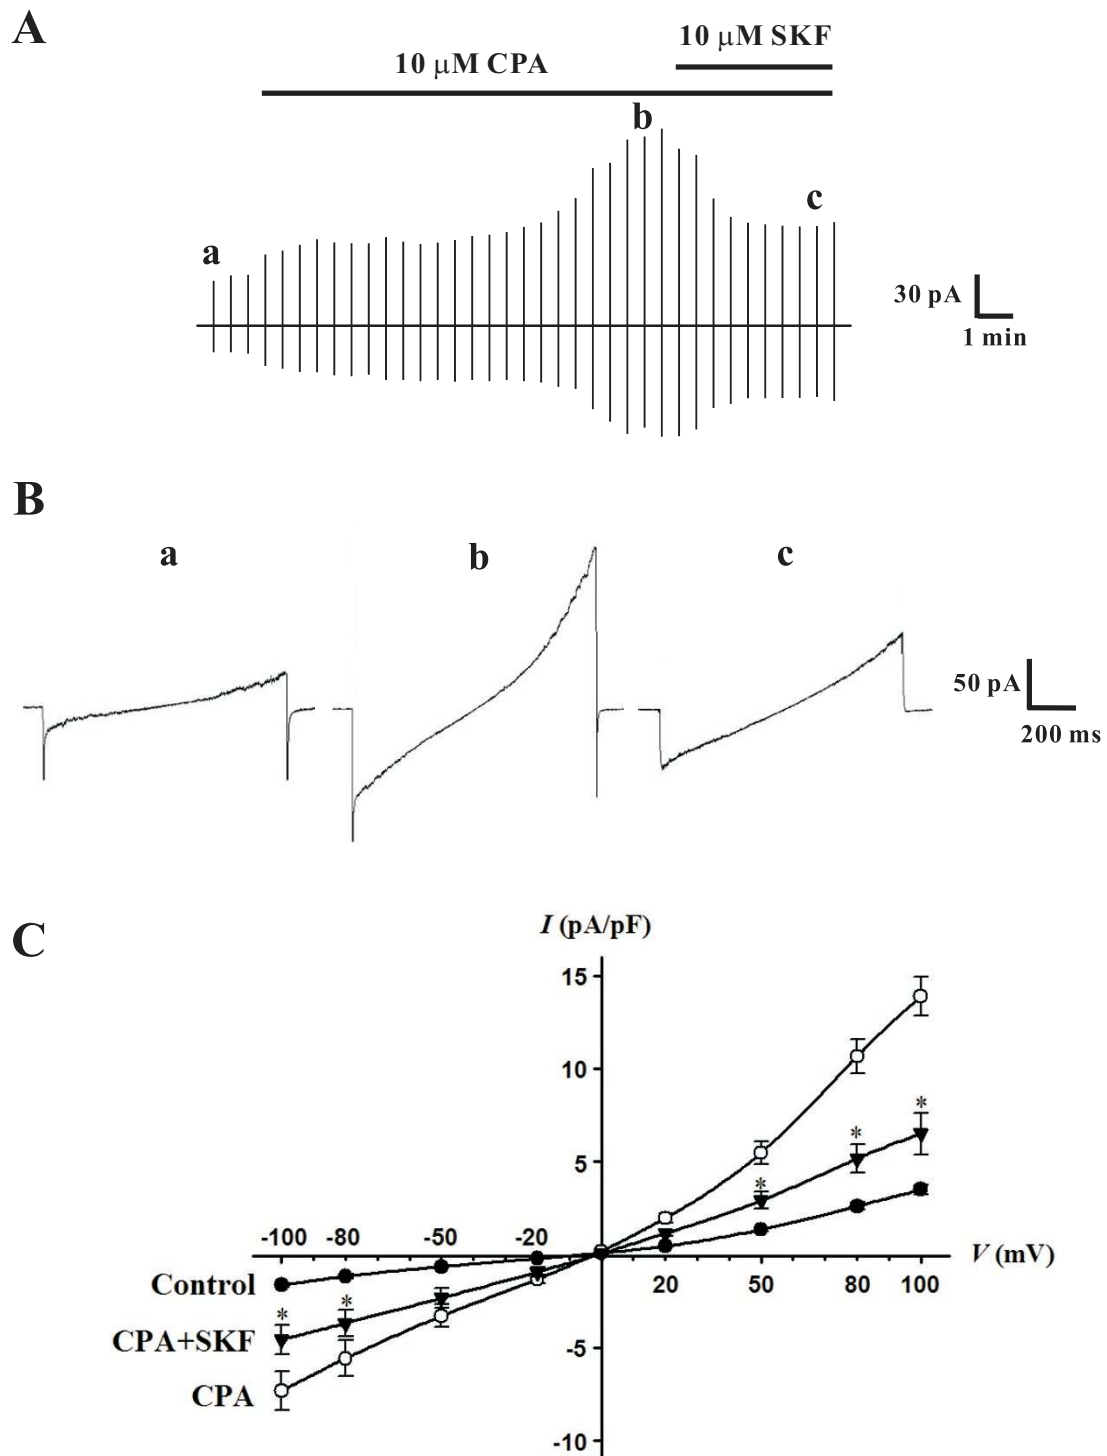 A
10 μM SKF
10 μM CPA
b
c
a
30 pA
1 min
B
a
b
c
50 pA
200 ms
C
I (pA/pF)
15
10
5
-100 -80 -50 -20
V (mV)
20 50 80 100
Control
*
*
*
*
*
CPA+SKF
CPA
-5
-10